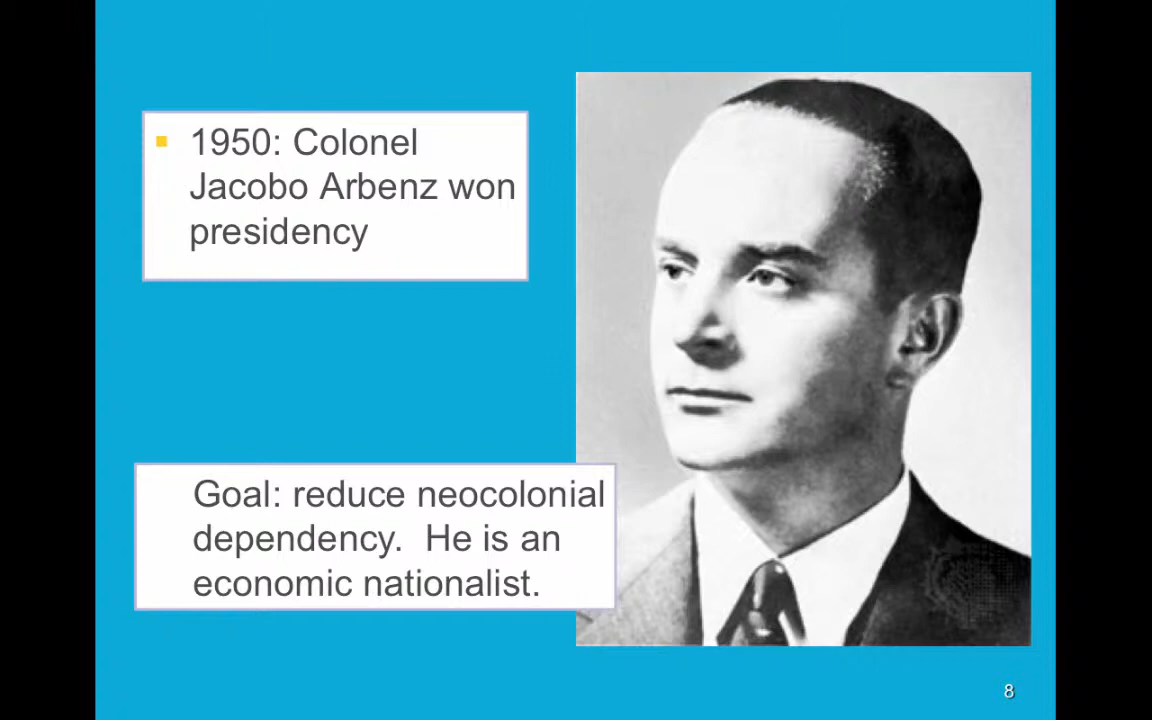 1950: Colonel
Jacobo Arbenz won
presidency
Goal: reduce neocolonial
dependency. He is an
economic nationalist.
8